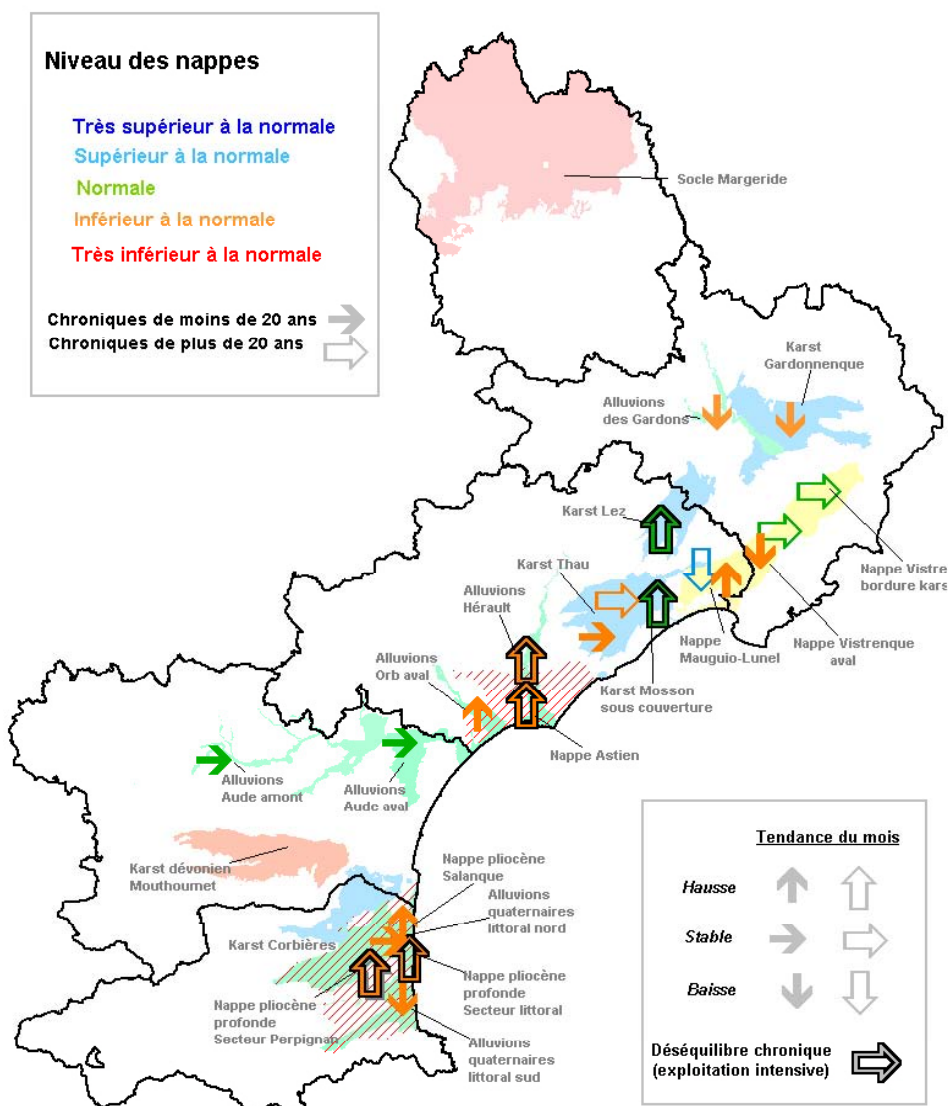 Niveau des nappes
Très supérieur à la normale
Supérieur à la normale
Normale
Inférieur à la normale
Très inférieur à la normale
Chroniques de moins de 20 ans
Chroniques de plus de 20 ans
Socle Margeride
Karst
Gardonnenque
Alluvions
des Gardons
Karst Lez
Karst Thau
Alluvions
Hérault
Nappe Vistre
bordure kars
Nappe
Mauguio-Lunel
Nappe Vistrenque
aval
Alluvions
Orb aval
Karst Mosson
sous couverture
Nappe Astien
Alluvions
Aude amont
Alluvions
Aude aval
Karst dévonien
Mouthoumet
Nappe pliocène
Salanque
Alluvions
quaternaires
littoral nord
Karst Corbières
Nappe pliocène
profonde
Secteur Perpignan
Nappe pliocène
profonde
Secteur littoral
Alluvions
quaternaires
littoral sud
Tendance du mois
Hausse
Stable
Baisse
Déséquilibre chronique
(exploitation intensive)